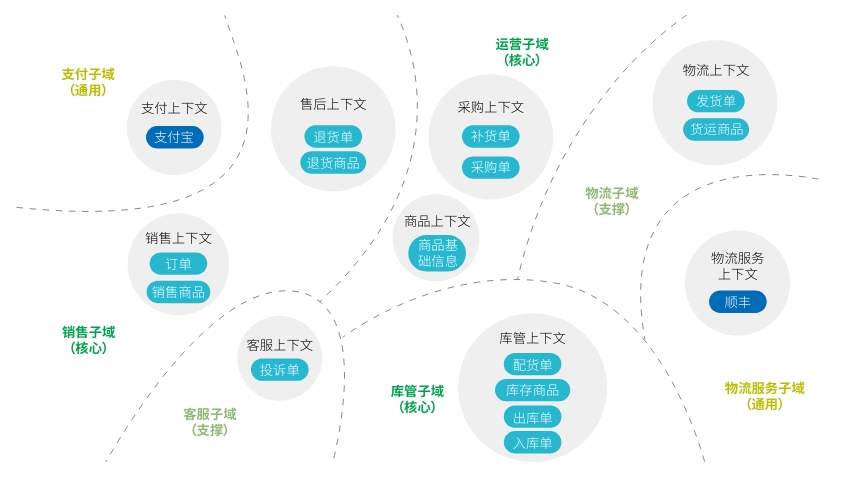 支付子域
（通用）
支付上下文
支付宝
售后上下文
退货单
退货商品
运营子域
（核心）
采购上下文
补货单
采购单
物流上下文
发货单
货运商品
物流子域
（支撑）
商品上下文
商品基
础信息
销售上下文
订单
销售商品
销售子域
（核心）
物流服务
上下文
顺丰
物流服务子域
（通用）
客服上下文
投诉单
客服子域
（支撑）
库管子域
（核心）
库管上下文
配货单
库存商品
出库单
入库单